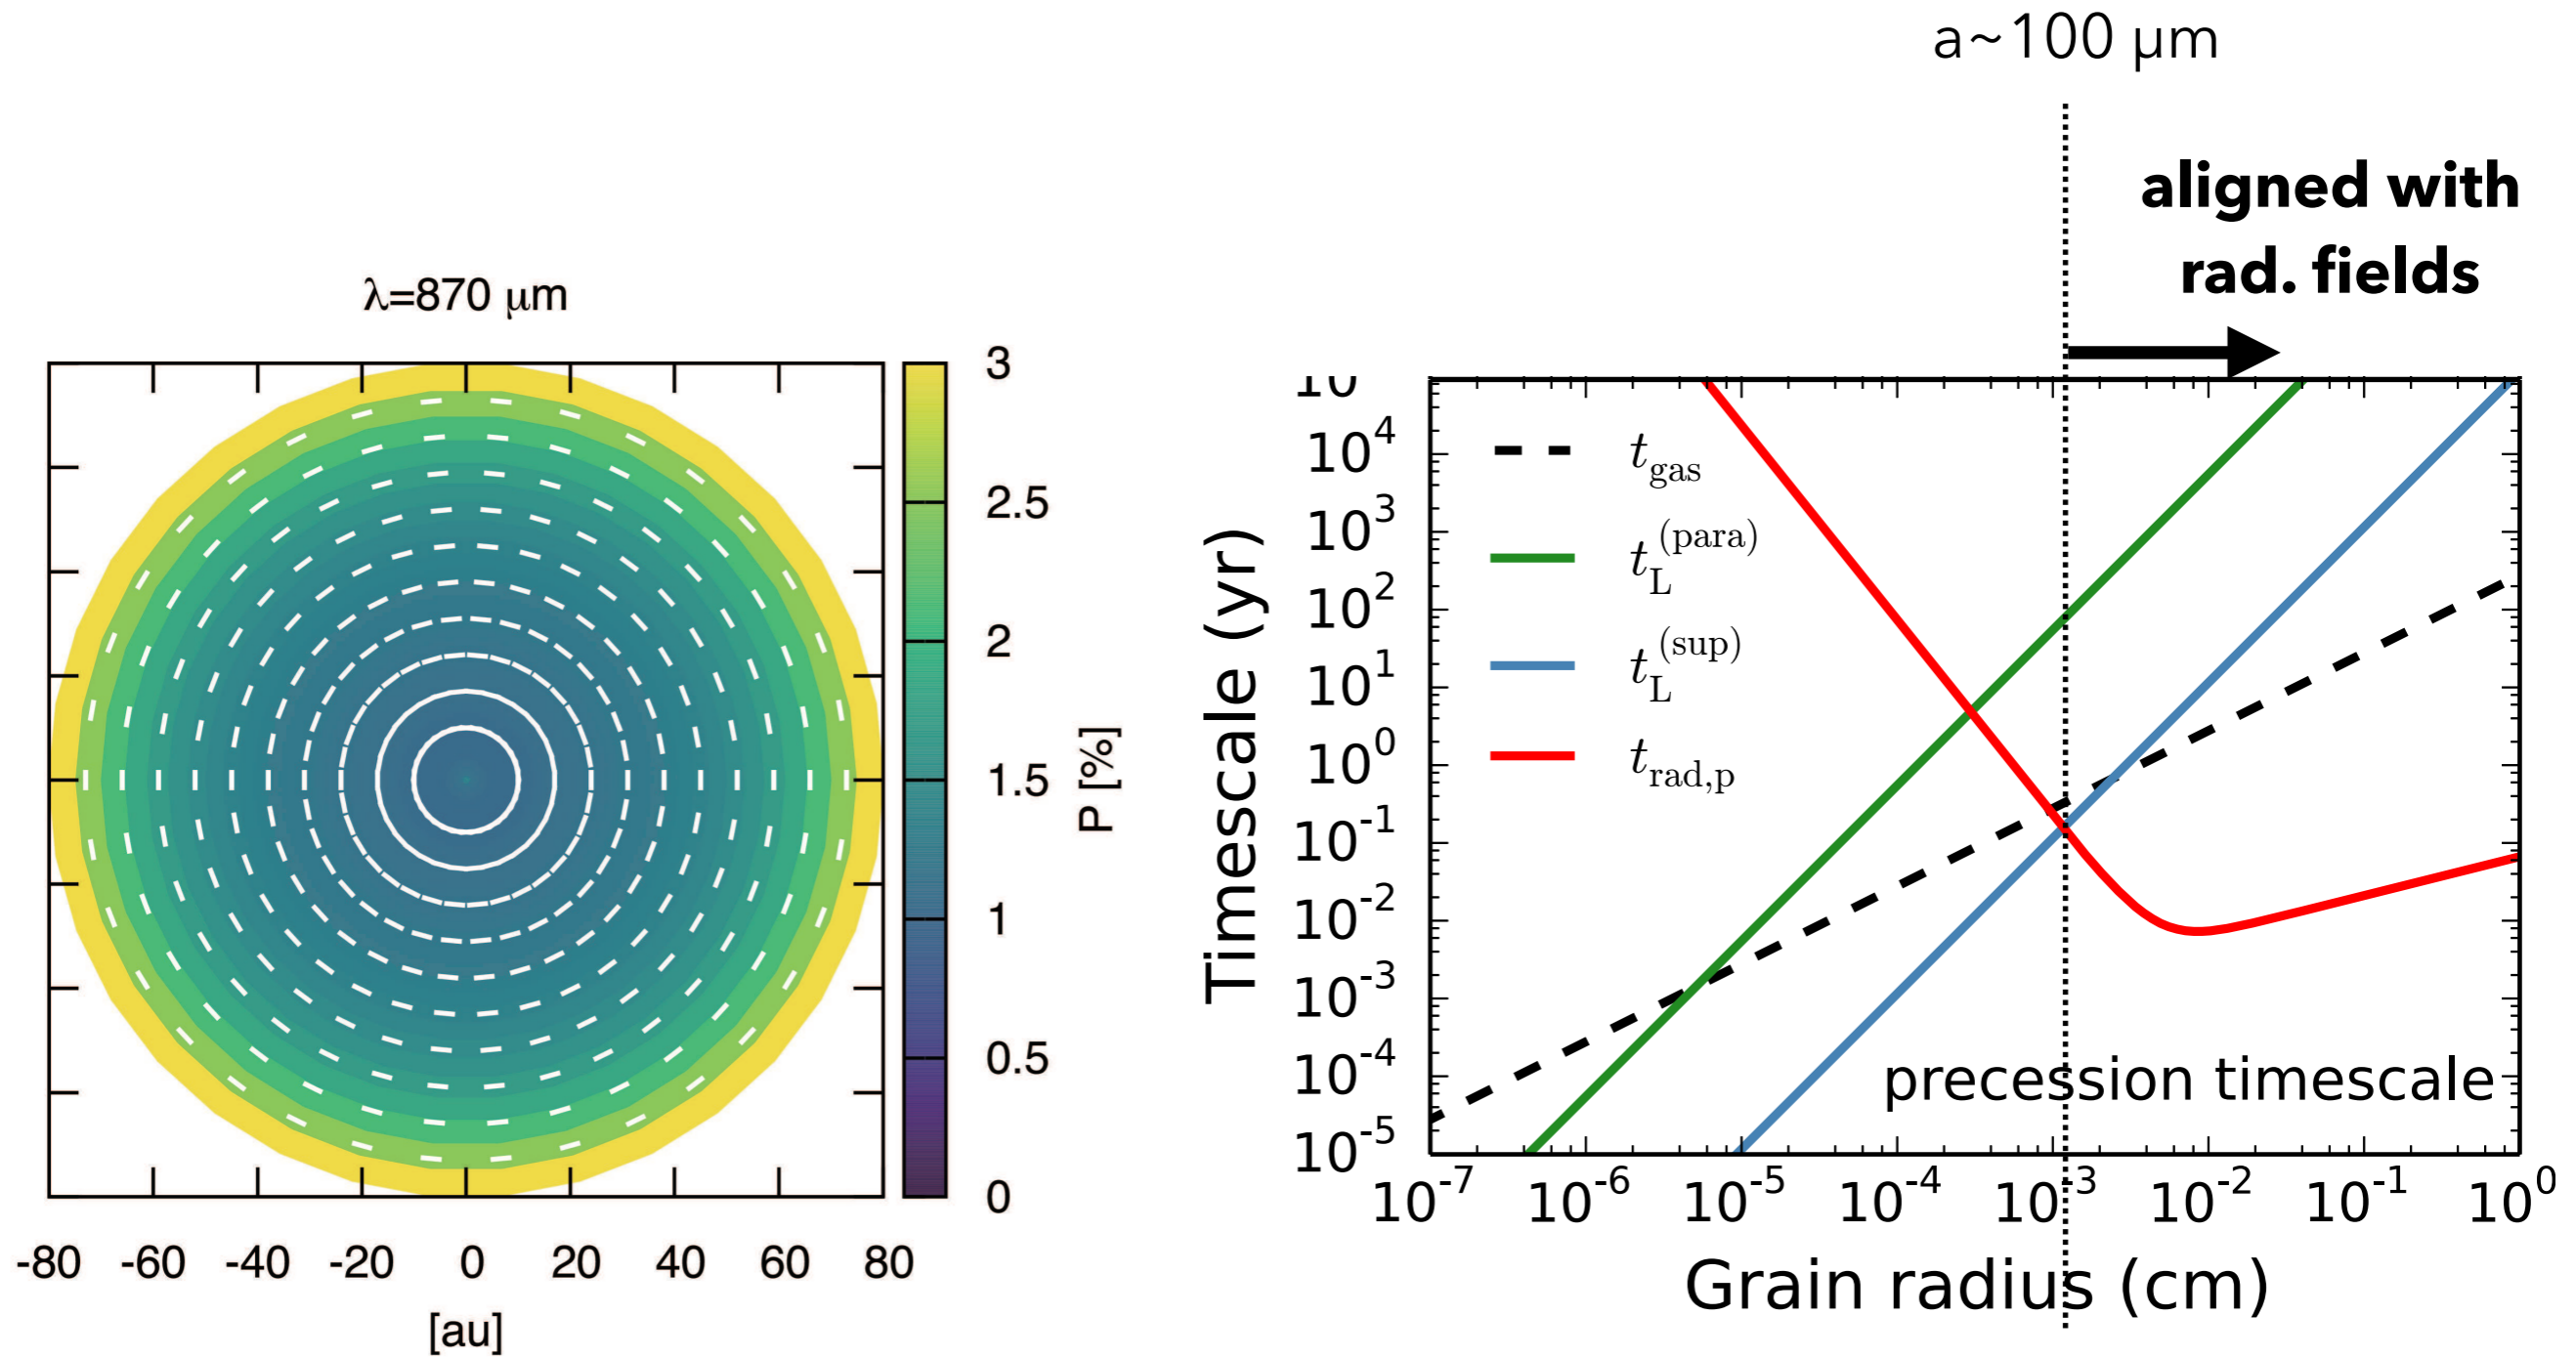 λ=870 μm
3
2.5
2
1.5
1
0.5
0
P [%]
-80 -60 -40 -20 0 20 40 60 80
[au]
a~100 μm
aligned with
rad. fields
10
10^4
10^3
10^2
10^1
10^0
10^-1
10^-2
10^-3
10^-4
10^-5
Timescale (yr)
t_gas
t_L^(para)
t_L^(sup)
t_rad,p
precession timescale
10^-7 10^-6 10^-5 10^-4 10^-3 10^-2 10^-1 10^0
Grain radius (cm)